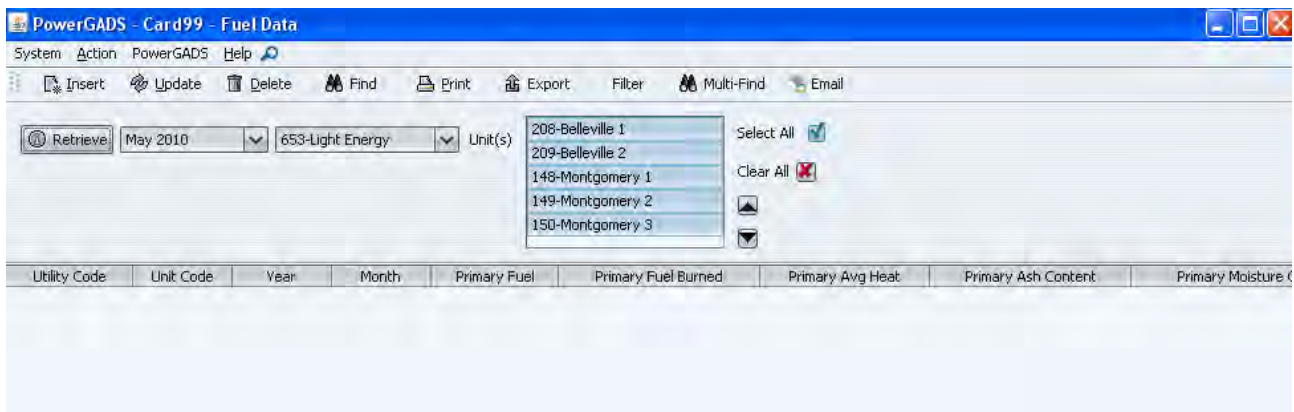 PowerGADS - Card99 - Fuel Data
System Action PowerGADS Help
Insert Update Delete Find Print Export Filter Multi-Find Email
Retrieve May 2010 653-Light Energy Unit(s)
208-Belleville 1
209-Belleville 2
148-Montgomery 1
149-Montgomery 2
150-Montgomery 3
Select All
Clear All
Utility Code Unit Code Year Month Primary Fuel Primary Fuel Burned Primary Avg Heat Primary Ash Content Primary Moisture